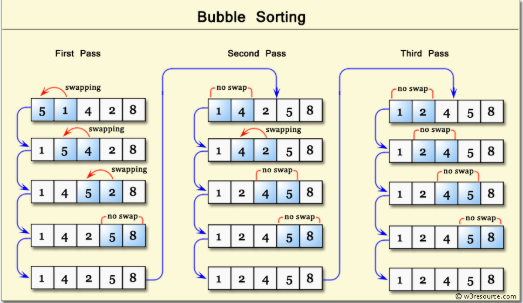 Bubble Sorting
First Pass
swapping
5 1 4 2 8
swapping
1 5 4 2 8
swapping
1 4 5 2 8
no swap
1 4 2 5 8
1 4 2 5 8
Second Pass
no swap
1 4 2 5 8
swapping
1 4 2 5 8
no swap
1 2 4 5 8
no swap
1 2 4 5 8
1 2 4 5 8
Third Pass
no swap
1 2 4 5 8
no swap
1 2 4 5 8
no swap
1 2 4 5 8
no swap
1 2 4 5 8
1 2 4 5 8
© w3resource.com